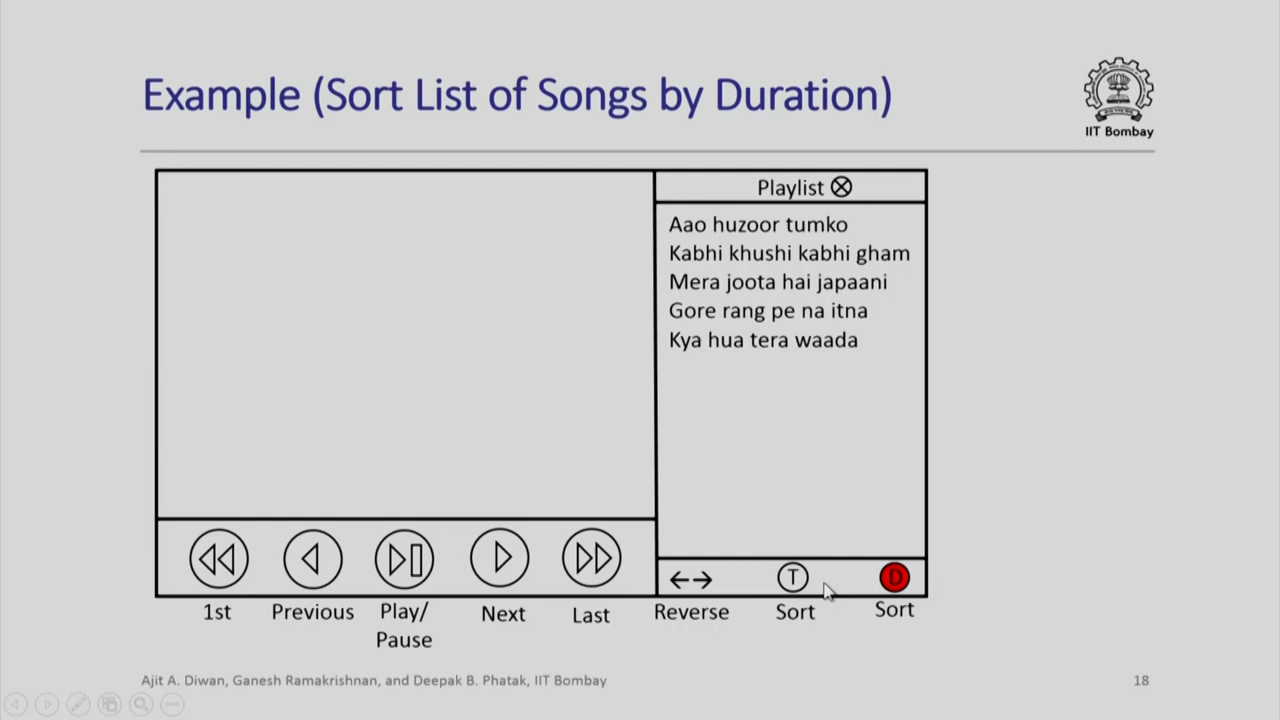 Example (Sort List of Songs by Duration)
IIT Bombay
Playlist
Aao huzoor tumko
Kabhi khushi kabhi gham
Mera joota hai japaani
Gore rang pe na itna
Kya hua tera waada
T
D
1st Previous Play/ Pause Next Last Reverse Sort Sort
Ajit A. Diwan, Ganesh Ramakrishnan, and Deepak B. Phatak, IIT Bombay
18